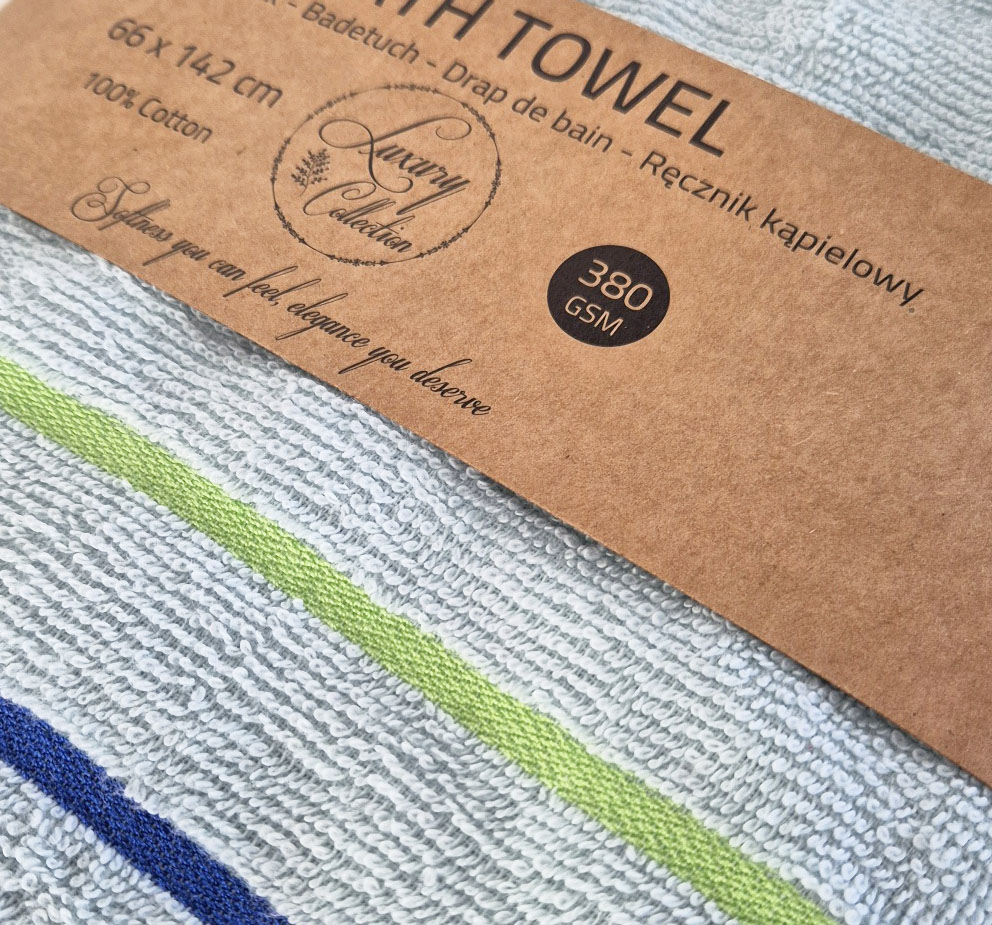 TH TOWEL
- Badetuch - Drap de bain - Ręcznik kąpielowy
66 x 142 cm
100% Cotton
Luxury
Collection
380
GSM
Softness you can feel, elegance you deserve